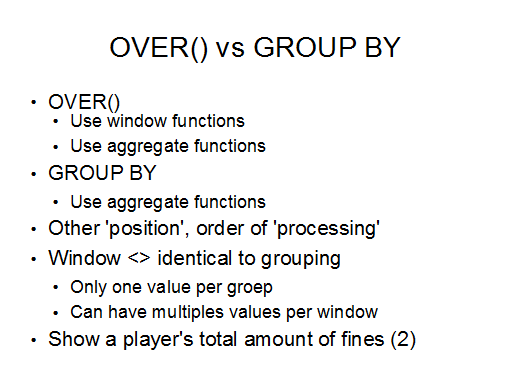 OVER() vs GROUP BY
• OVER()
• Use window functions
• Use aggregate functions
• GROUP BY
• Use aggregate functions
• Other 'position', order of 'processing'
• Window <> identical to grouping
• Only one value per groep
• Can have multiples values per window
• Show a player's total amount of fines (2)